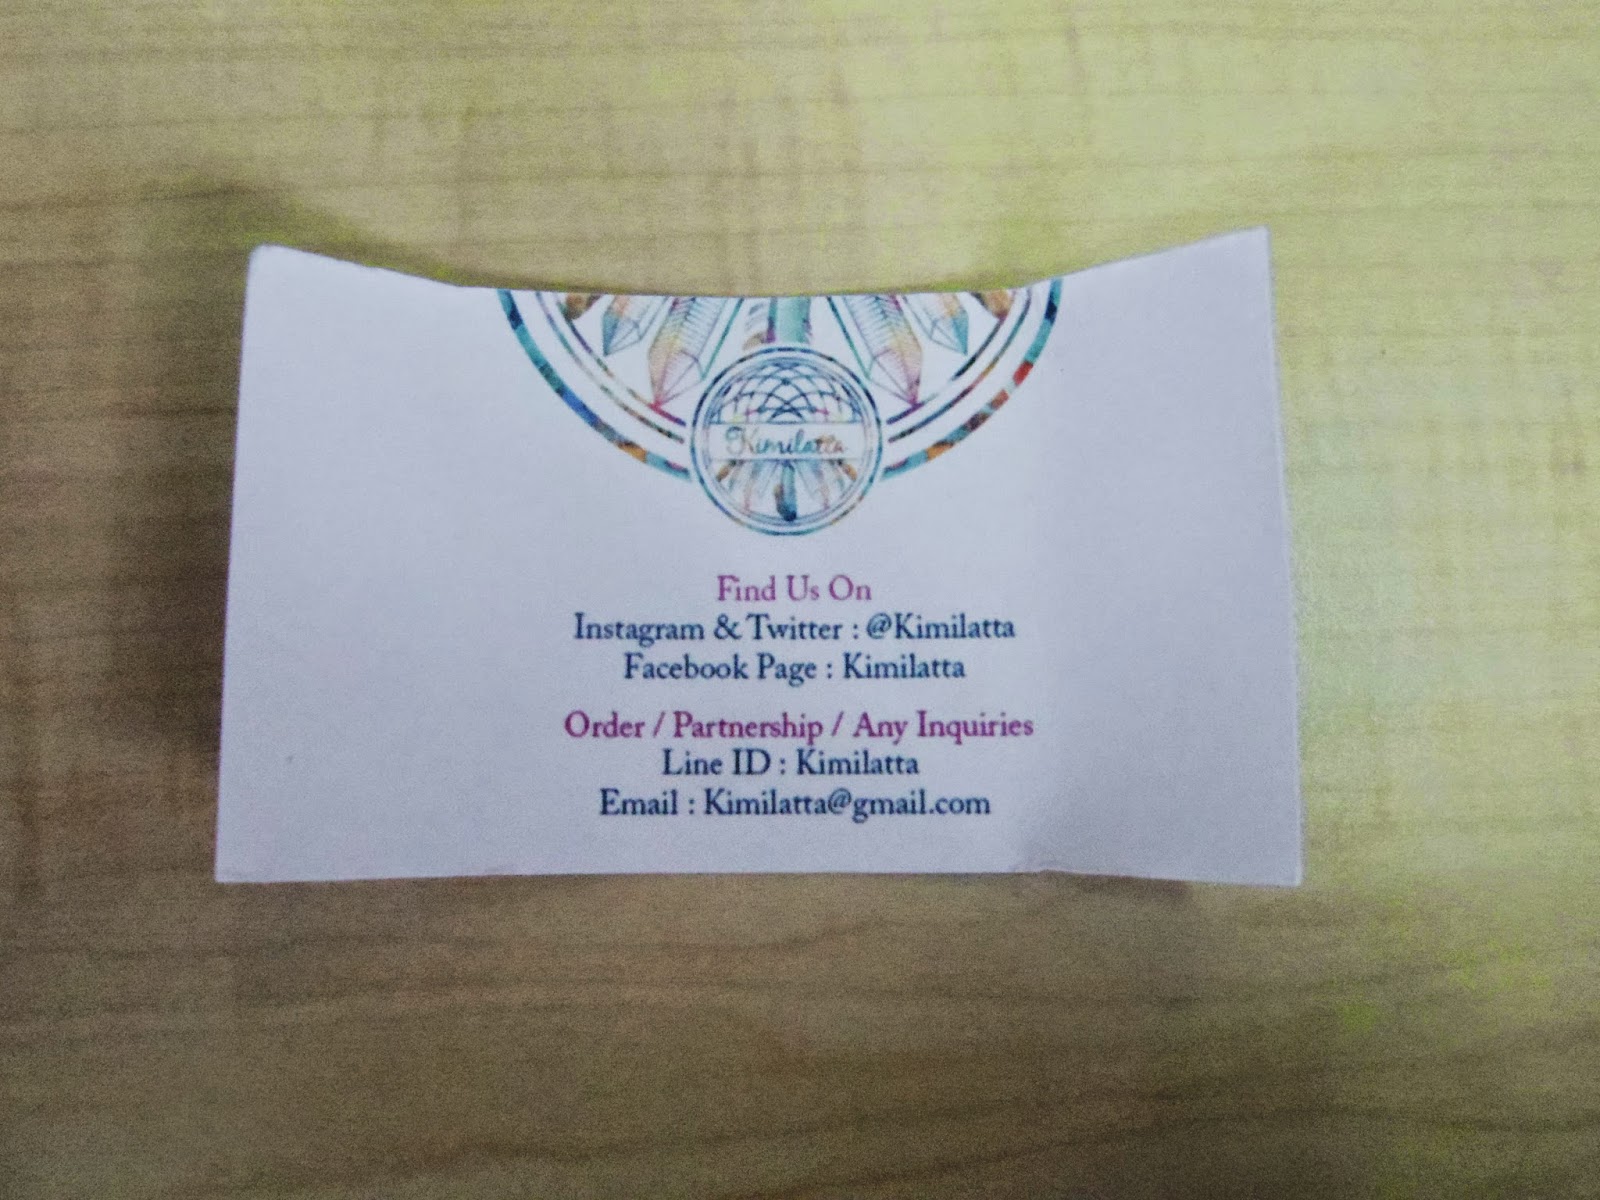 Kimilatta
Find Us On
Instagram & Twitter : @Kimilatta
Facebook Page : Kimilatta
Order / Partnership / Any Inquiries
Line ID : Kimilatta
Email : Kimilatta@gmail.com